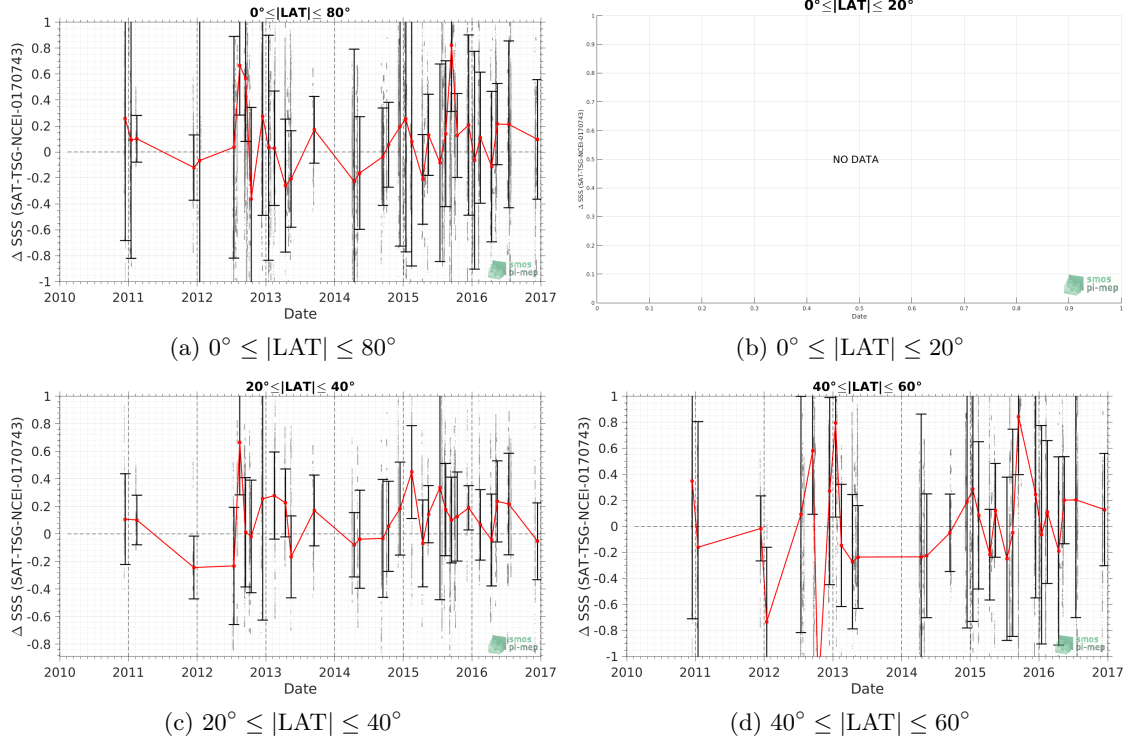 0°≤|LAT|≤ 80°
Δ SSS (SAT-TSG-NCEI-0170743)
1
0.8
0.6
0.4
0.2
0
-0.2
-0.4
-0.6
-0.8
-1
2010 2011 2012 2013 2014 2015 2016 2017
Date
smos
pi-mep
(a) 0° ≤ |LAT| ≤ 80°
0°≤|LAT|≤ 20°
Δ SSS (SAT-TSG-NCEI-0170743)
1
0.9
0.8
0.7
0.6
0.5
0.4
0.3
0.2
0.1
0
NO DATA
0 0.1 0.2 0.3 0.4 0.5 0.6 0.7 0.8 0.9 1
Date
smos
pi-mep
(b) 0° ≤ |LAT| ≤ 20°
20°≤|LAT|≤ 40°
Δ SSS (SAT-TSG-NCEI-0170743)
1
0.8
0.6
0.4
0.2
0
-0.2
-0.4
-0.6
-0.8
2010 2011 2012 2013 2014 2015 2016 2017
Date
smos
pi-mep
(c) 20° ≤ |LAT| ≤ 40°
40°≤|LAT|≤ 60°
Δ SSS (SAT-TSG-NCEI-0170743)
1
0.8
0.6
0.4
0.2
0
-0.2
-0.4
-0.6
-0.8
-1
2010 2011 2012 2013 2014 2015 2016 2017
Date
smos
pi-mep
(d) 40° ≤ |LAT| ≤ 60°